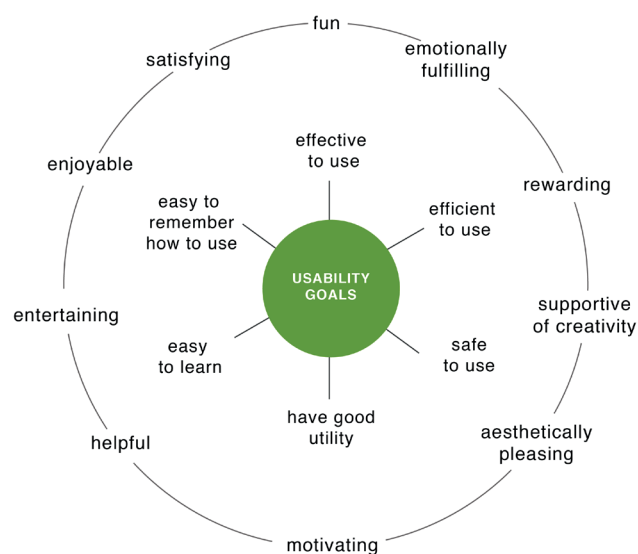 fun
emotionally
fulfilling
satisfying
effective
to use
enjoyable
rewarding
easy to
remember
how to use
efficient
to use
USABILITY
GOALS
entertaining
supportive
of creativity
easy
to learn
safe
to use
have good
utility
helpful
aesthetically
pleasing
motivating